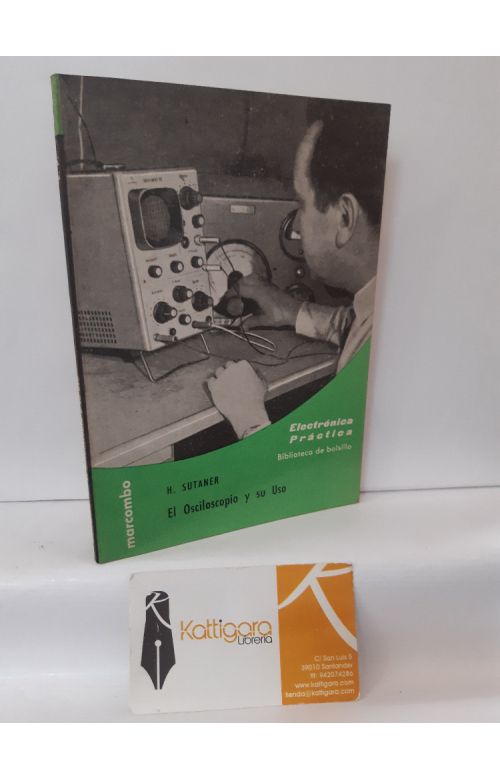 Electrónica
Práctica
Biblioteca de bolsillo
H. SUTANER
El Osciloscopio y su Uso
marcombo
Kattigara
Librería
C/ San Luis 5
39010 Santander
tlf: 942074286
www.kattigara.com
tienda@kattigara.com